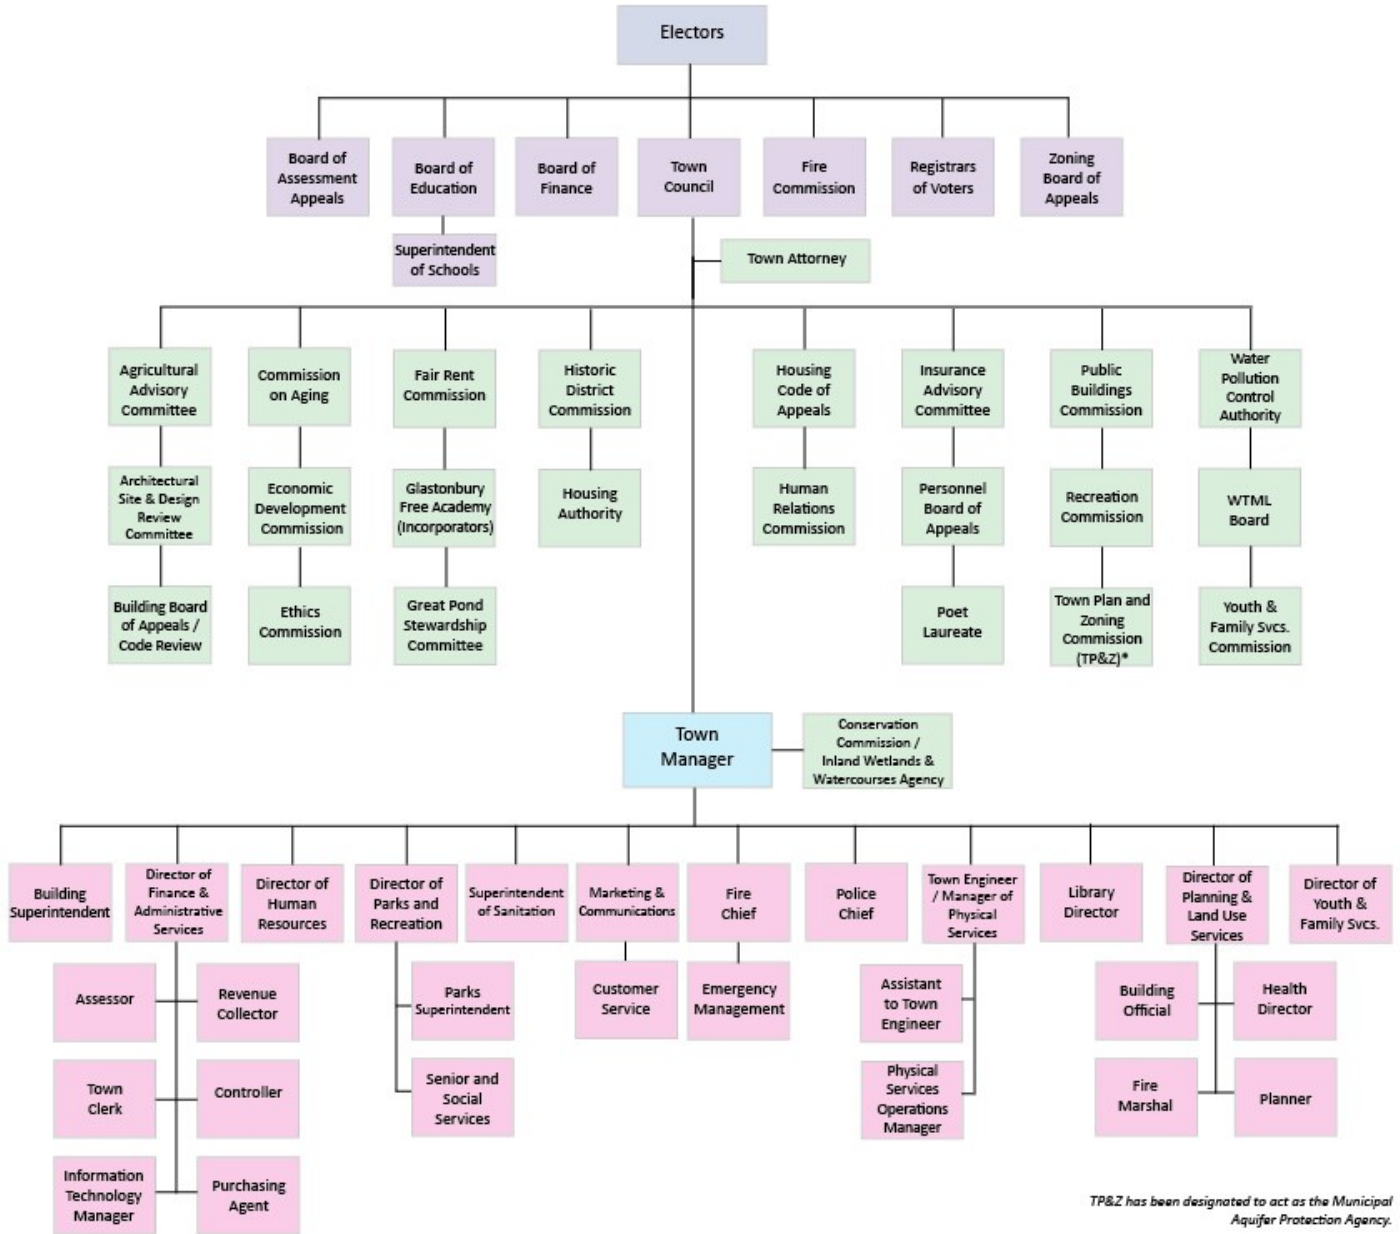 Electors
Board of
Assessment
Appeals
Board of
Education
Board of
Finance
Town
Council
Fire
Commission
Registrars
of Voters
Zoning
Board of
Appeals
Superintendent
of Schools
Town Attorney
Agricultural
Advisory
Committee
Commission
on Aging
Fair Rent
Commission
Historic
District
Commission
Housing
Code of
Appeals
Insurance
Advisory
Committee
Public
Buildings
Commission
Water
Pollution
Control
Authority
Architectural
Site & Design
Review
Committee
Economic
Development
Commission
Glastonbury
Free Academy
(Incorporators)
Housing
Authority
Human
Relations
Commission
Personnel
Board of
Appeals
Recreation
Commission
WTML
Board
Building Board
of Appeals /
Code Review
Ethics
Commission
Great Pond
Stewardship
Committee
Poet
Laureate
Town Plan and
Zoning
Commission
(TP&Z)*
Youth &
Family Svcs.
Commission
Town
Manager
Conservation
Commission /
Inland Wetlands &
Watercourses Agency
Building
Superintendent
Director of
Finance &
Administrative
Services
Director of
Human
Resources
Director of
Parks and
Recreation
Superintendent
of Sanitation
Marketing &
Communications
Fire
Chief
Police
Chief
Town Engineer
/ Manager of
Physical
Services
Library
Director
Director of
Planning &
Land Use
Services
Director of
Youth &
Family Svcs.
Assessor
Revenue
Collector
Parks
Superintendent
Customer
Service
Emergency
Management
Assistant
to Town
Engineer
Building
Official
Health
Director
Town
Clerk
Controller
Senior and
Social
Services
Physical
Services
Operations
Manager
Fire
Marshal
Planner
Information
Technology
Manager
Purchasing
Agent
TP&Z has been designated to act as the Municipal
Aquifer Protection Agency.